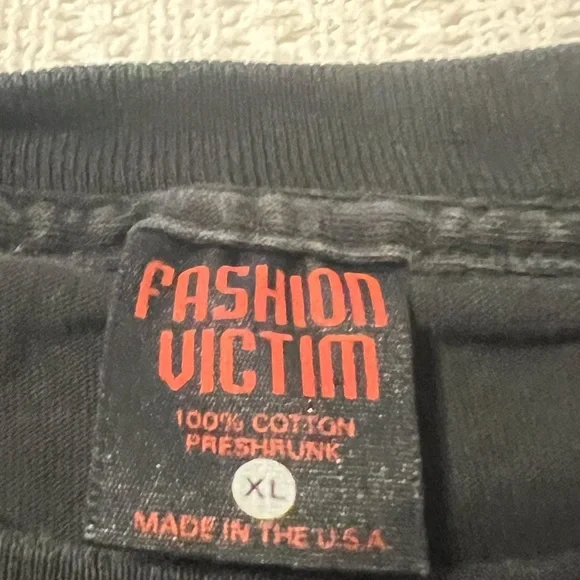 FASHION
VICTIM
100% COTTON
PRESHRUNK
XL
MADE IN THE U.S.A.